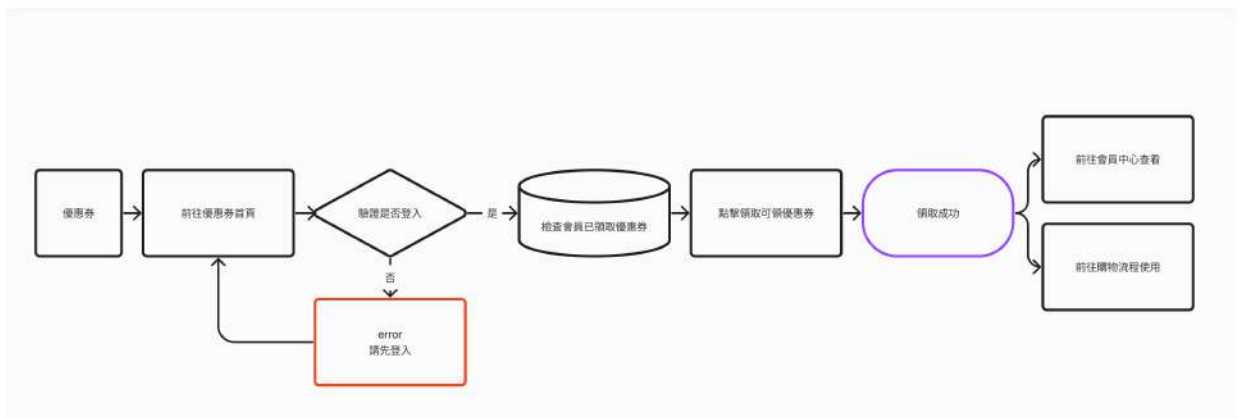 優惠券
前往優惠券首頁
驗證是否登入
是
否
error
請先登入
檢查會員已領取優惠券
點擊領取可領優惠券
領取成功
前往會員中心查看
前往購物流程使用